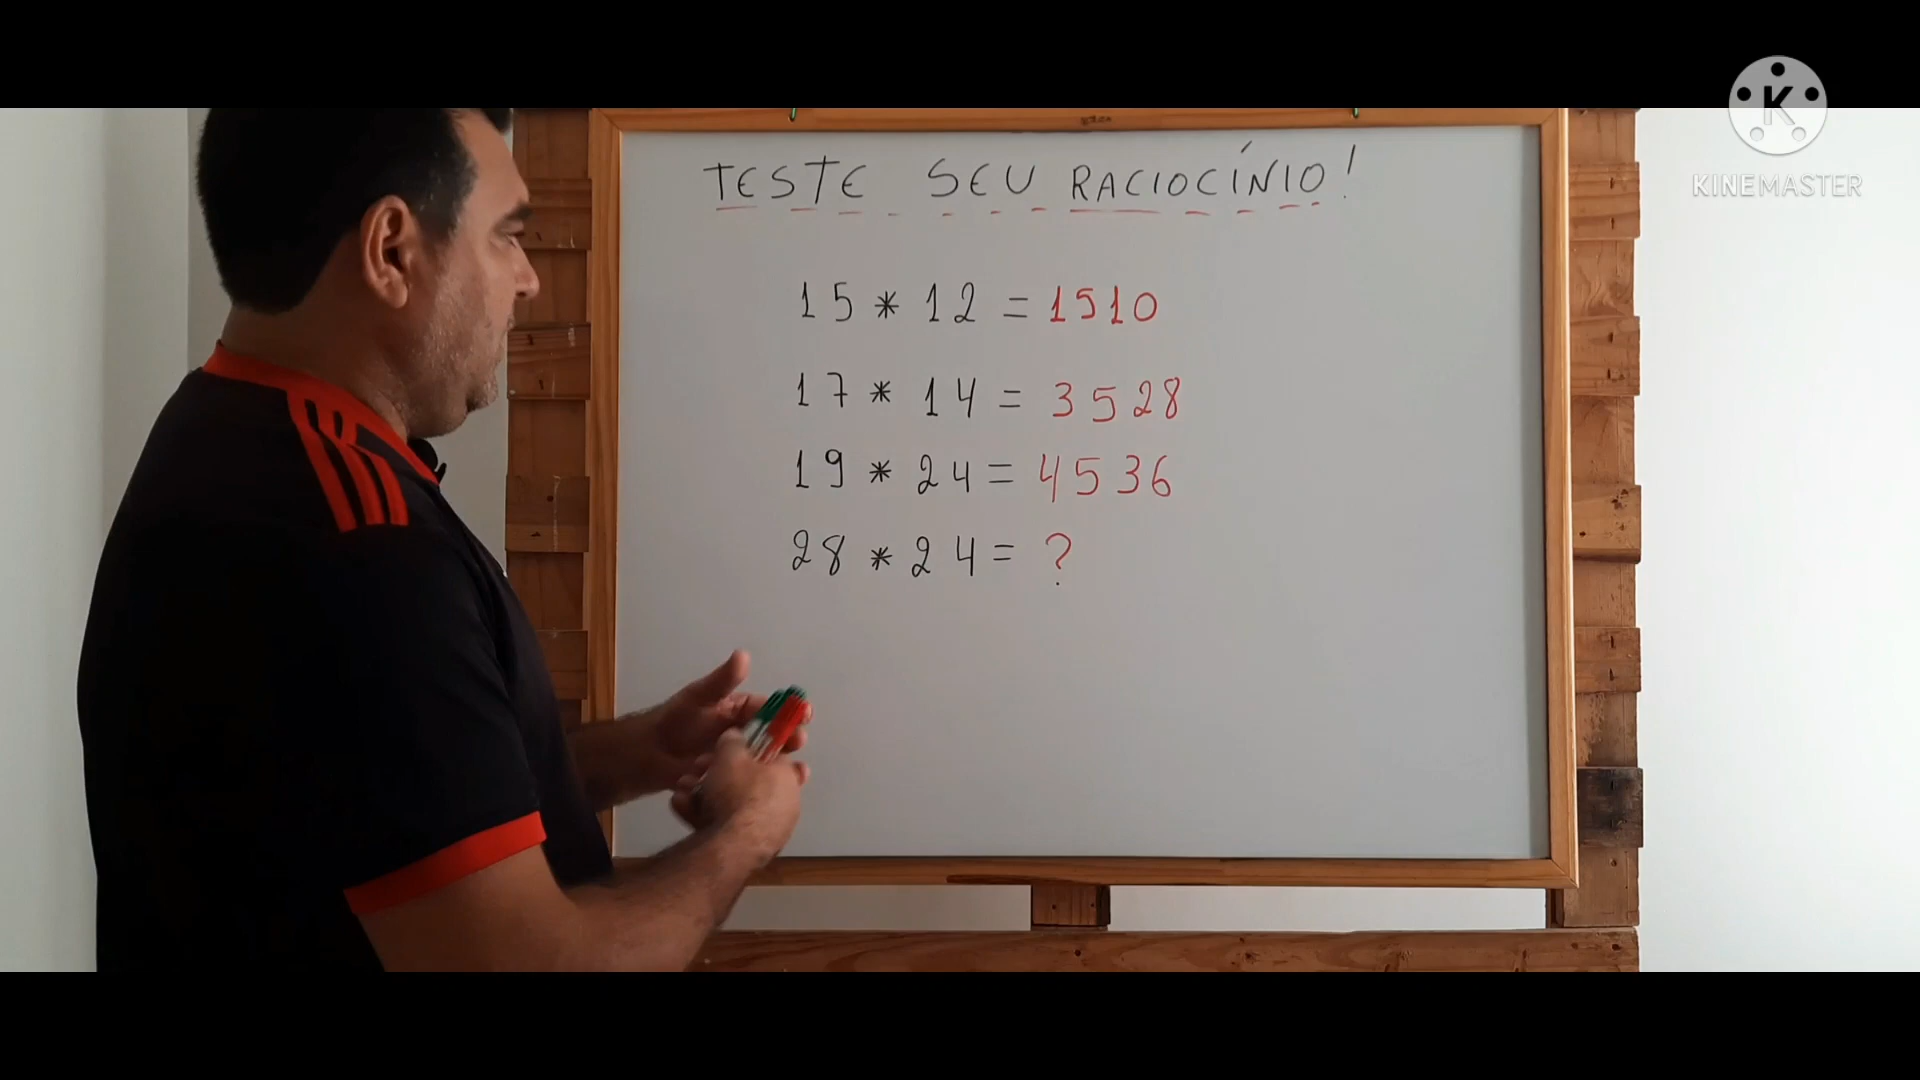 KINEMASTER
TESTE SEU RACIOCÍNIO!
15 * 12 = 1510
17 * 14 = 3528
19 * 24 = 4536
28 * 24 = ?